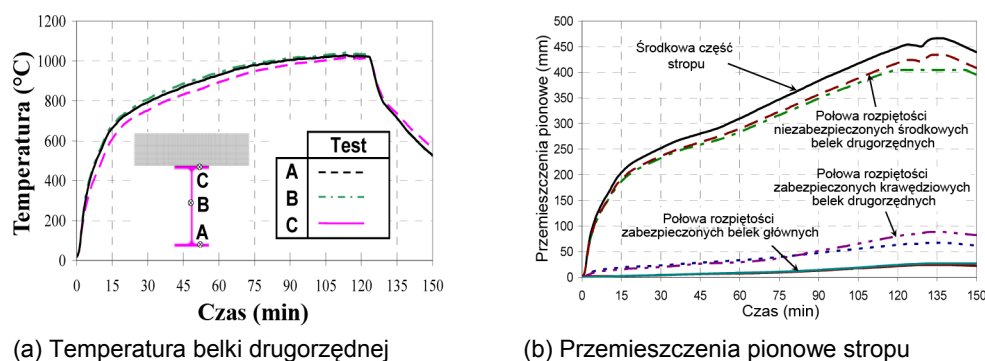 1200
1000
800
600
400
200
0
0 15 30 45 60 75 90 105 120 135 150
Temperatura (°C)
Czas (min)
C
B
A
Test
A
B
C
(a) Temperatura belki drugorzędnej
500
450
400
350
300
250
200
150
100
50
0
0 15 30 45 60 75 90 105 120 135 150
Przemieszczenia pionowe (mm)
Czas (min)
Środkowa część
stropu
Połowa rozpiętości
niezabezpieczonych środkowych
belek drugorzędnych
Połowa rozpiętości
zabezpieczonych krawędziowych
belek drugorzędnych
Połowa rozpiętości
zabezpieczonych belek głównych
(b) Przemieszczenia pionowe stropu